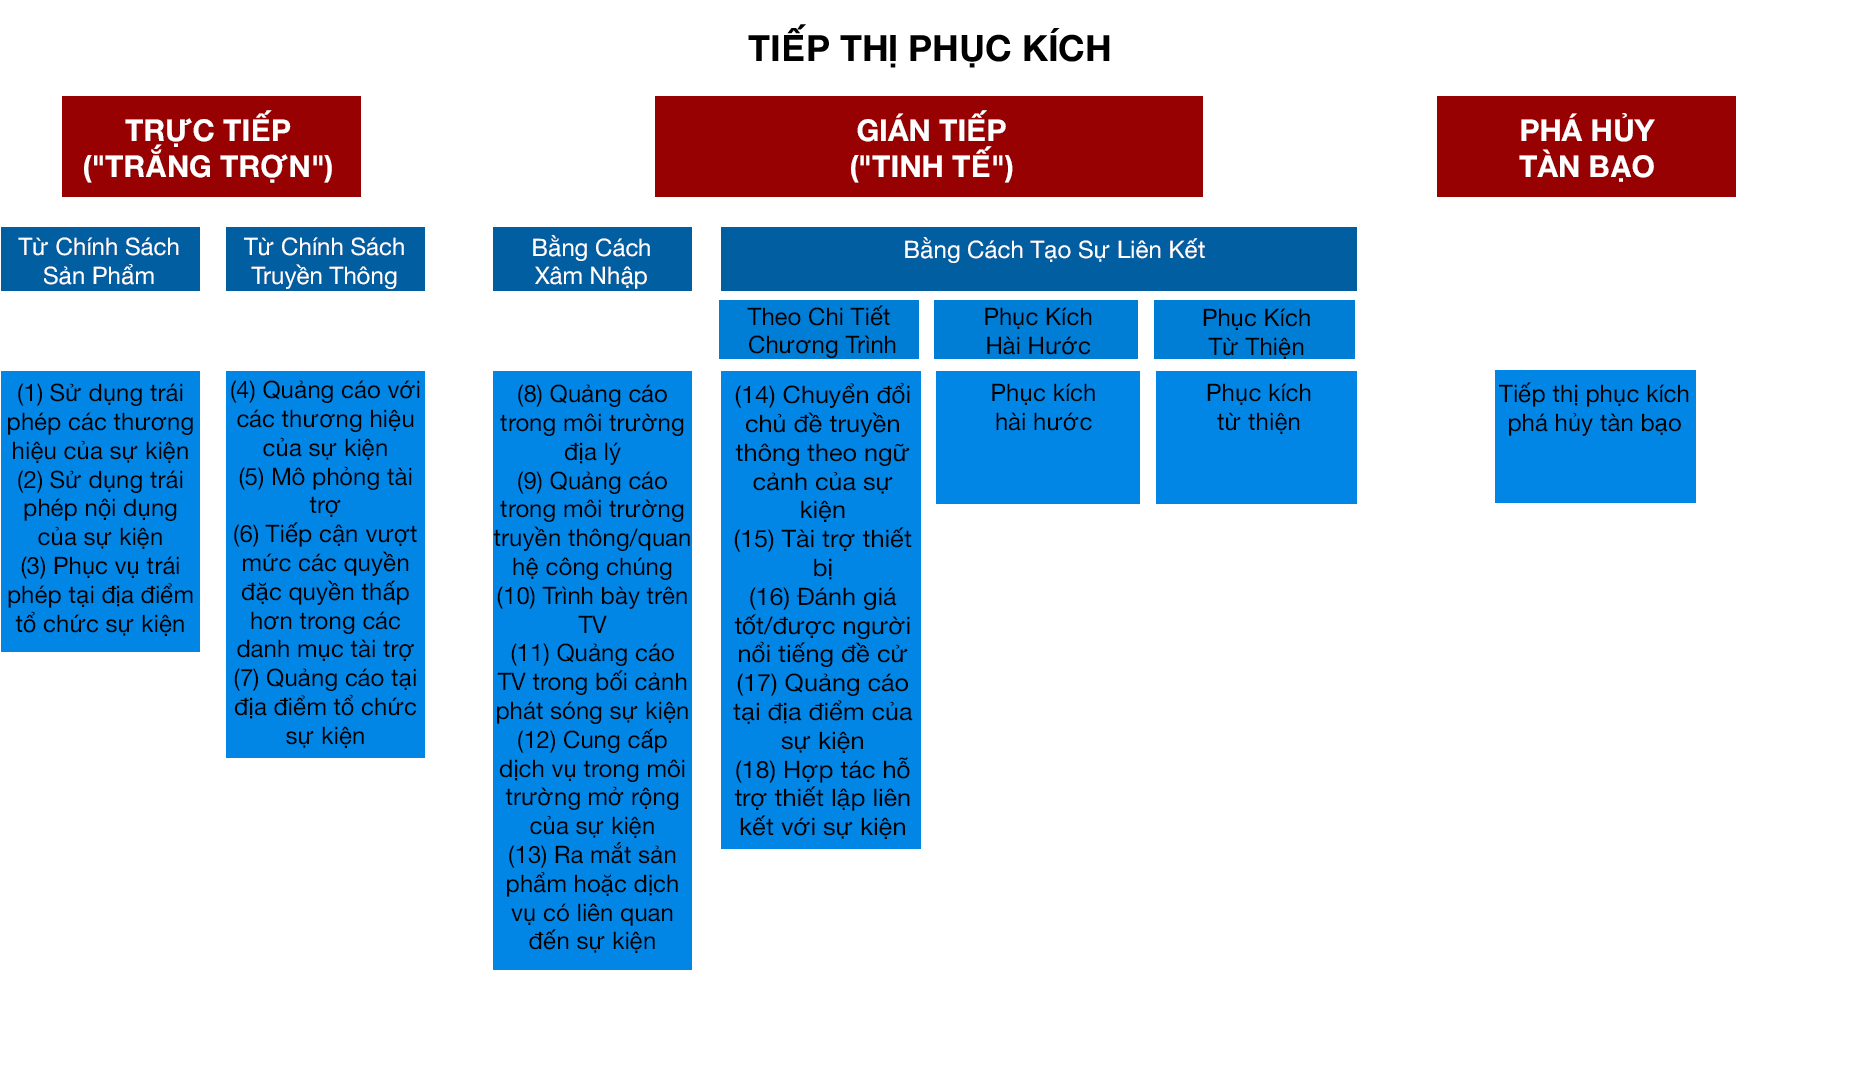 TIẾP THỊ PHỤC KÍCH
TRỰC TIẾP
("TRẮNG TRỢN")
GIÁN TIẾP
("TINH TẾ")
PHÁ HỦY
TÀN BẠO
Từ Chính Sách
Sản Phẩm
Từ Chính Sách
Truyền Thông
Bằng Cách
Xâm Nhập
Bằng Cách Tạo Sự Liên Kết
Theo Chi Tiết
Chương Trình
Phục Kích
Hài Hước
Phục Kích
Từ Thiện
(1) Sử dụng trái
phép các thương
hiệu của sự kiện
(2) Sử dụng trái
phép nội dụng
của sự kiện
(3) Phục vụ trái
phép tại địa điểm
tổ chức sự kiện
(4) Quảng cáo với
các thương hiệu
của sự kiện
(5) Mô phỏng tài
trợ
(6) Tiếp cận vượt
mức các quyền
đặc quyền thấp
hơn trong các
danh mục tài trợ
(7) Quảng cáo tại
địa điểm tổ chức
sự kiện
(8) Quảng cáo
trong môi trường
địa lý
(9) Quảng cáo
trong môi trường
truyền thông/quan
hệ công chúng
(10) Trình bày trên
TV
(11) Quảng cáo
TV trong bối cảnh
phát sóng sự kiện
(12) Cung cấp
dịch vụ trong môi
trường mở rộng
của sự kiện
(13) Ra mắt sản
phẩm hoặc dịch
vụ có liên quan
đến sự kiện
(14) Chuyển đổi
chủ đề truyền
thông theo ngữ
cảnh của sự
kiện
(15) Tài trợ thiết
bị
(16) Đánh giá
tốt/được người
nổi tiếng đề cử
(17) Quảng cáo
tại địa điểm của
sự kiện
(18) Hợp tác hỗ
trợ thiết lập liên
kết với sự kiện
Phục kích
hài hước
Phục kích
từ thiện
Tiếp thị phục kích
phá hủy tàn bạo